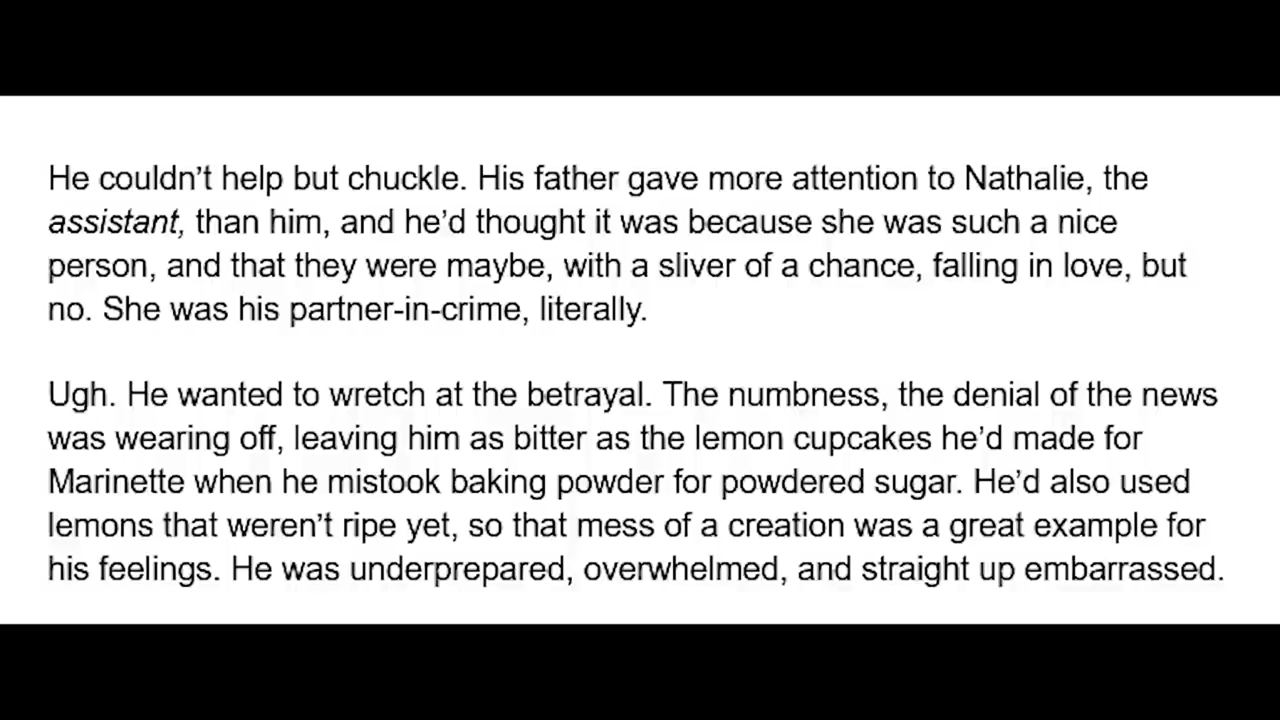 He couldn’t help but chuckle. His father gave more attention to Nathalie, the
assistant, than him, and he’d thought it was because she was such a nice
person, and that they were maybe, with a sliver of a chance, falling in love, but
no. She was his partner-in-crime, literally.
Ugh. He wanted to wretch at the betrayal. The numbness, the denial of the news
was wearing off, leaving him as bitter as the lemon cupcakes he’d made for
Marinette when he mistook baking powder for powdered sugar. He’d also used
lemons that weren’t ripe yet, so that mess of a creation was a great example for
his feelings. He was underprepared, overwhelmed, and straight up embarrassed.